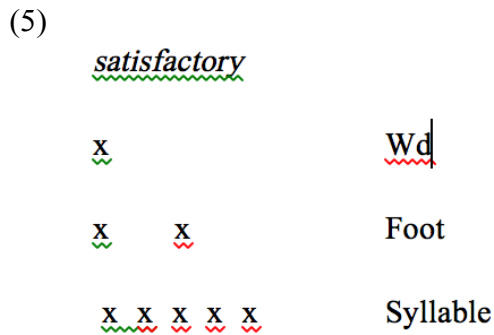 (5)
satisfactory
x Wd
x x Foot
x x x x x Syllable